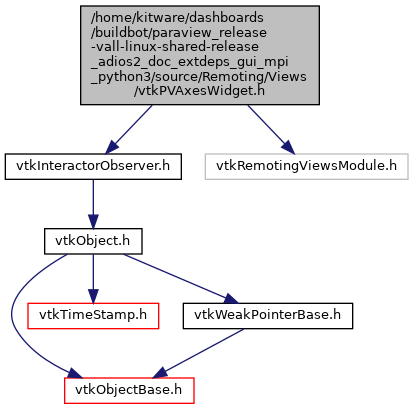 /home/kitware/dashboards
/buildbot/paraview_release
-vall-linux-shared-release
_adios2_doc_extdeps_gui_mpi
_python3/source/Remoting/Views
/vtkPVAxesWidget.h
vtkInteractorObserver.h
vtkRemotingViewsModule.h
vtkObject.h
vtkTimeStamp.h
vtkWeakPointerBase.h
vtkObjectBase.h